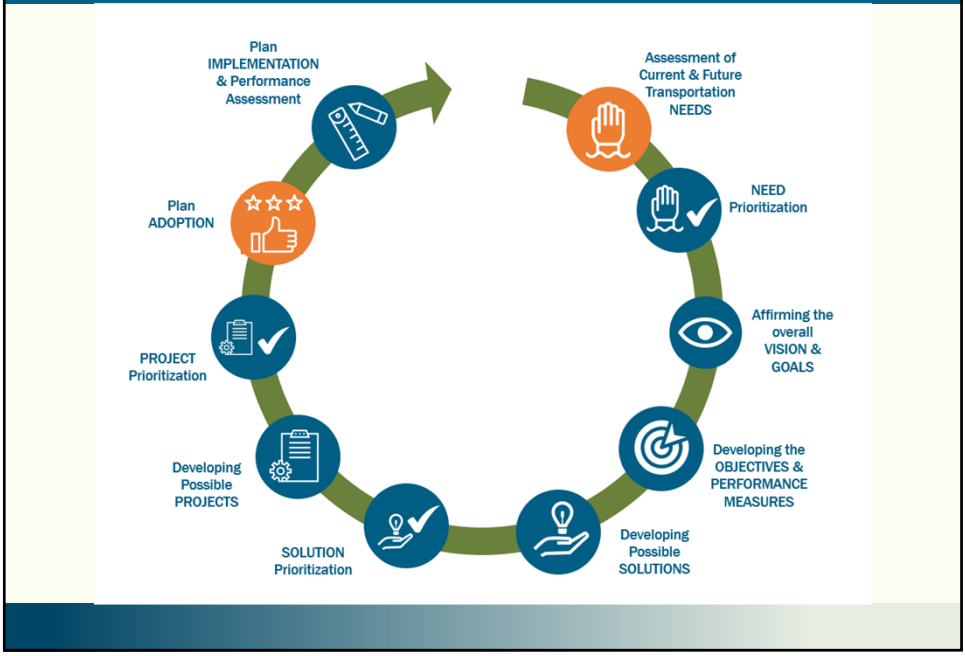 Assessment of
Current & Future
Transportation
NEEDS
NEED
Prioritization
Affirming the
overall
VISION &
GOALS
Developing the
OBJECTIVES &
PERFORMANCE
MEASURES
Developing
Possible
SOLUTIONS
SOLUTION
Prioritization
Developing
Possible
PROJECTS
PROJECT
Prioritization
Plan
ADOPTION
Plan
IMPLEMENTATION
& Performance
Assessment